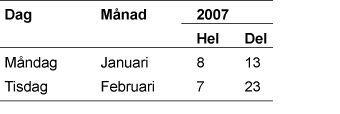 Dag Månad 2007
Hel Del
Måndag Januari 8 13
Tisdag Februari 7 23